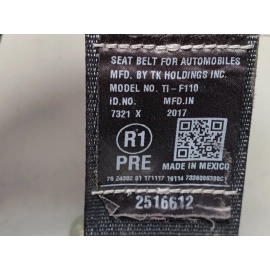 SEAT BELT FOR AUTOMOBILES
MFD. BY TK HOLDINGS INC.
MODEL NO. TI-F110
ID.NO. MFD.IN
7321 X 2017
R1
PRE
MADE IN MEXICO
2516612